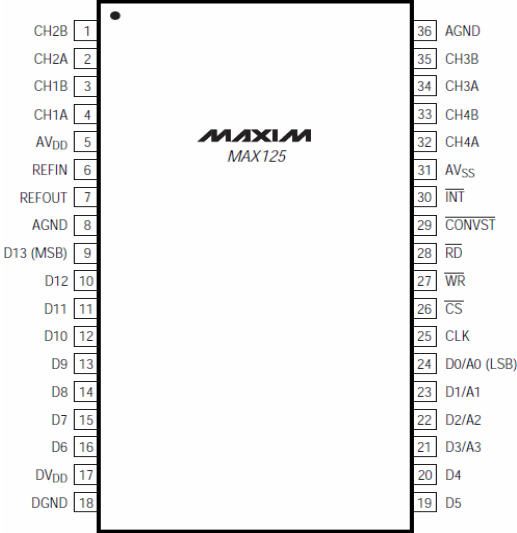 CH2B 1
CH2A 2
CH1B 3
CH1A 4
AVDD 5
REFIN 6
REFOUT 7
AGND 8
D13 (MSB) 9
D12 10
D11 11
D10 12
D9 13
D8 14
D7 15
D6 16
DVDD 17
DGND 18
MAXIM
MAX125
36 AGND
35 CH3B
34 CH3A
33 CH4B
32 CH4A
31 AVSS
30 INT
29 CONVST
28 RD
27 WR
26 CS
25 CLK
24 D0/A0 (LSB)
23 D1/A1
22 D2/A2
21 D3/A3
20 D4
19 D5